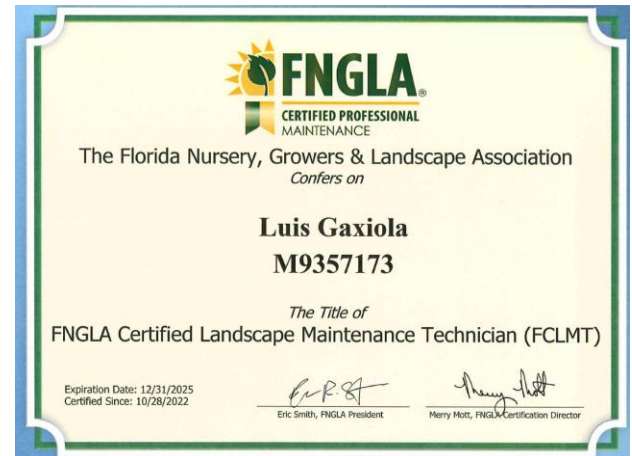 FNGLA®
CERTIFIED PROFESSIONAL
MAINTENANCE
The Florida Nursery, Growers & Landscape Association
Confers on
Luis Gaxiola
M9357173
The Title of
FNGLA Certified Landscape Maintenance Technician (FCLMT)
Expiration Date: 12/31/2025
Certified Since: 10/28/2022
Eric Smith, FNGLA President
Merry Mott, FNGLA Certification Director